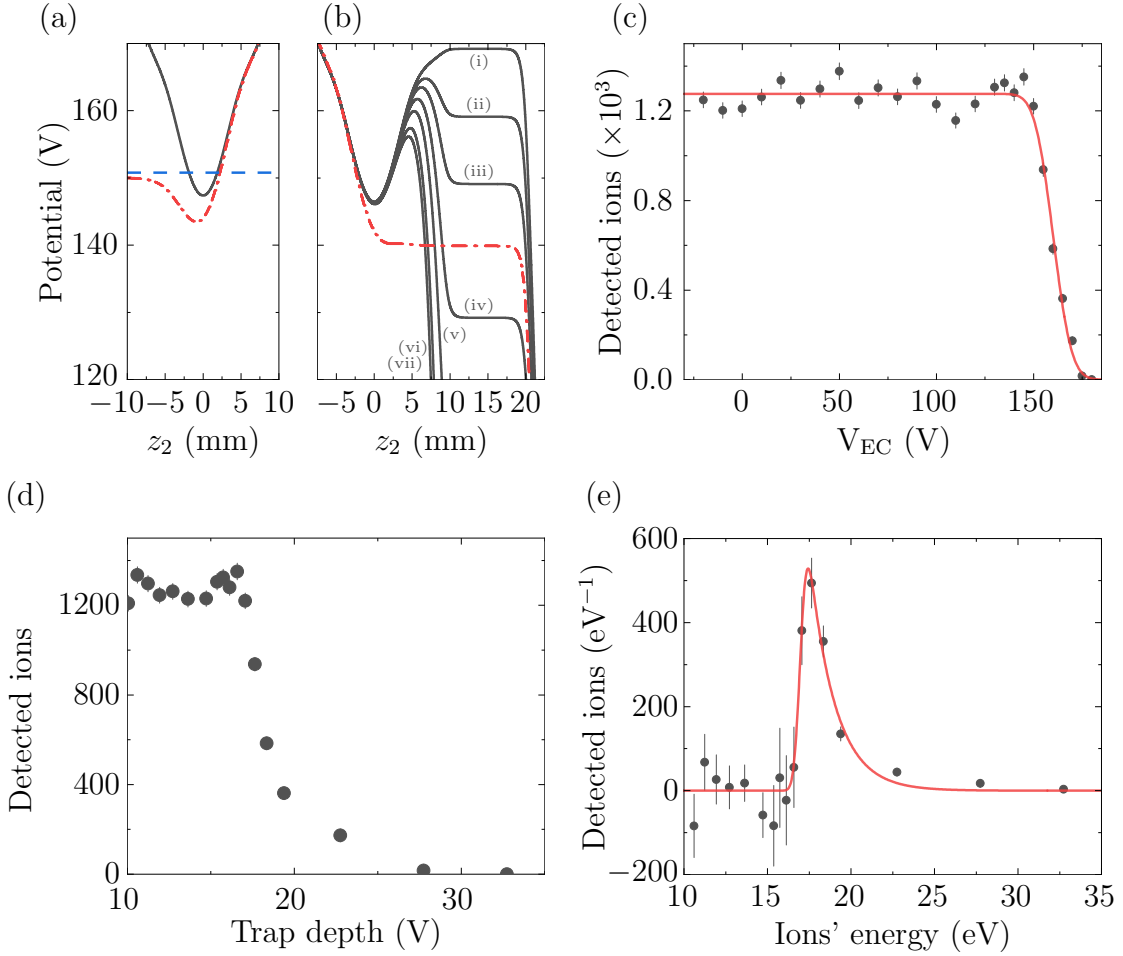 (a)
(b)
(c)
Potential (V)
160
150
140
130
120
−10 −5 0 5 10
z₂ (mm)
(i)
(ii)
(iii)
(iv)
(v)
(vi)
(vii)
−5 0 5 10 15 20
z₂ (mm)
Detected ions (×10³)
1.2
0.8
0.4
0.0
0 50 100 150
V_EC (V)
(d)
(e)
Detected ions
1200
800
400
0
10 20 30
Trap depth (V)
Detected ions (eV⁻¹)
600
400
200
0
−200
10 15 20 25 30 35
Ions' energy (eV)